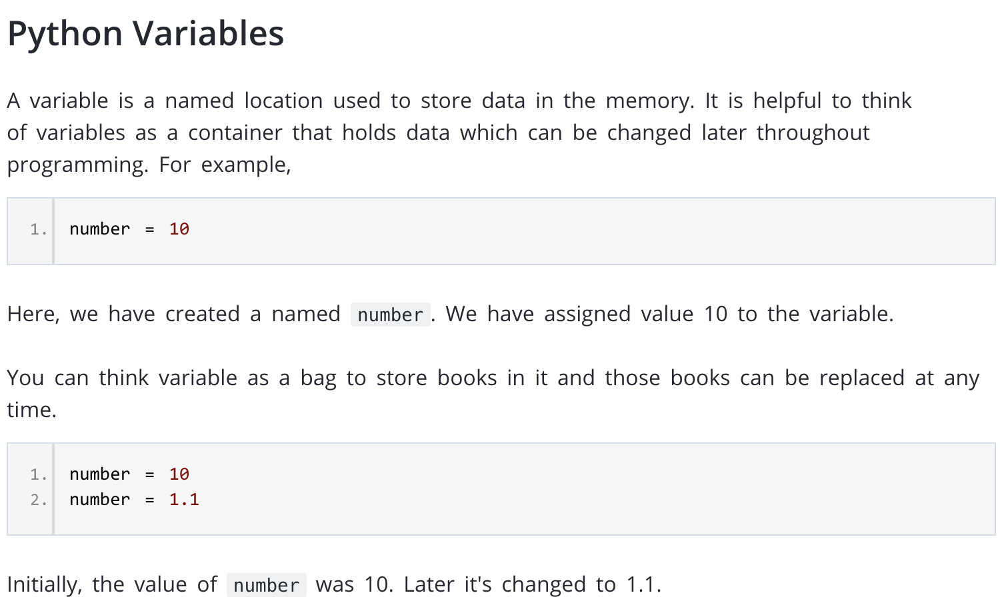 Python Variables
A variable is a named location used to store data in the memory. It is helpful to think
of variables as a container that holds data which can be changed later throughout
programming. For example,
1. number = 10
Here, we have created a named number. We have assigned value 10 to the variable.
You can think variable as a bag to store books in it and those books can be replaced at any
time.
1. number = 10
2. number = 1.1
Initially, the value of number was 10. Later it's changed to 1.1.